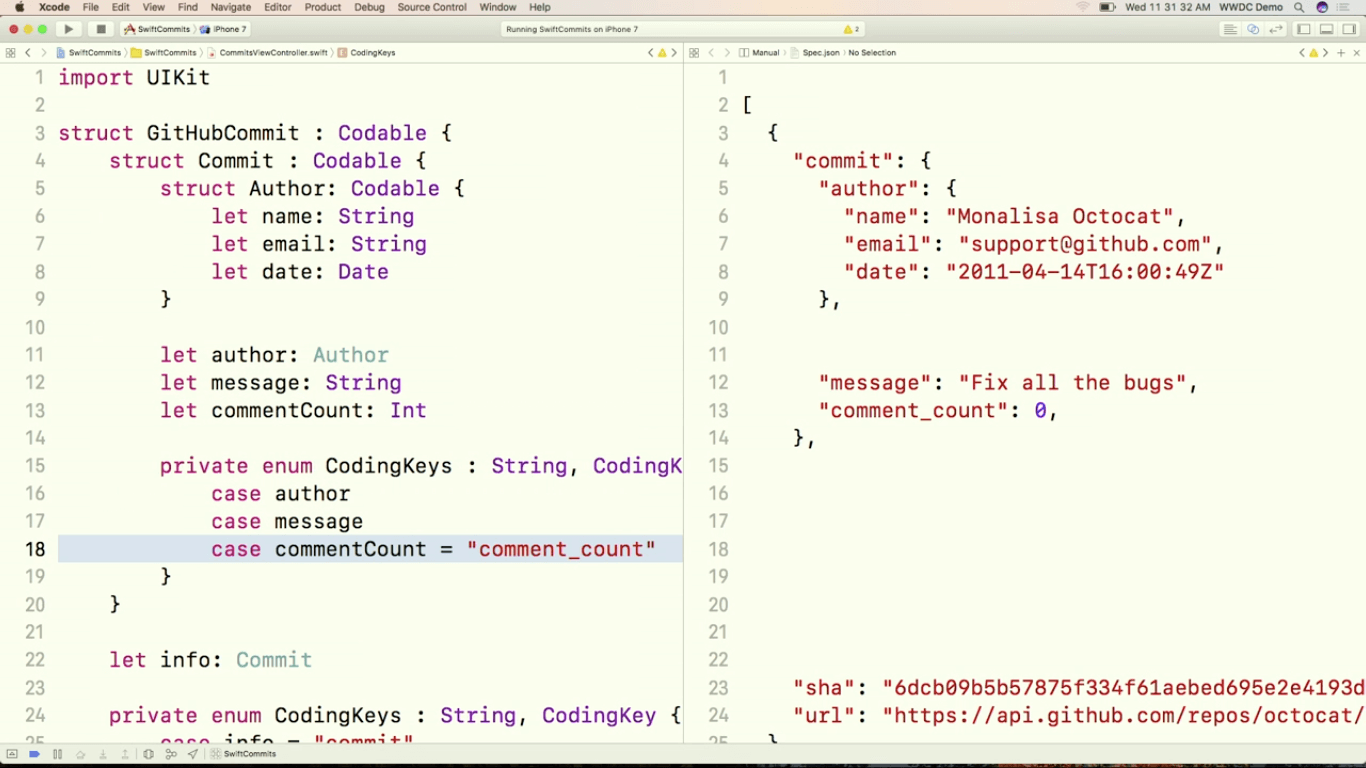 Xcode File Edit View Find Navigate Editor Product Debug Source Control Window Help Wed 11 31 32 AM WWDC Demo
SwiftCommits iPhone 7 Running SwiftCommits on iPhone 7 2
SwiftCommits SwiftCommits CommitsViewController.swift CodingKeys
Manual Spec.json No Selection
1 import UIKit
2
3 struct GitHubCommit : Codable {
4 struct Commit : Codable {
5 struct Author: Codable {
6 let name: String
7 let email: String
8 let date: Date
9 }
10
11 let author: Author
12 let message: String
13 let commentCount: Int
14
15 private enum CodingKeys : String, CodingK
16 case author
17 case message
18 case commentCount = "comment_count"
19 }
20 }
21
22 let info: Commit
23
24 private enum CodingKeys : String, CodingKey {
25 case info = "commit"
1
2 [
3 {
4 "commit": {
5 "author": {
6 "name": "Monalisa Octocat",
7 "email": "support@github.com",
8 "date": "2011-04-14T16:00:49Z"
9 },
10
11
12 "message": "Fix all the bugs",
13 "comment_count": 0,
14 },
15
16
17
18
19
20
21
22
23 "sha": "6dcb09b5b57875f334f61aebed695e2e4193d
24 "url": "https://api.github.com/repos/octocat/
25 }
SwiftCommits